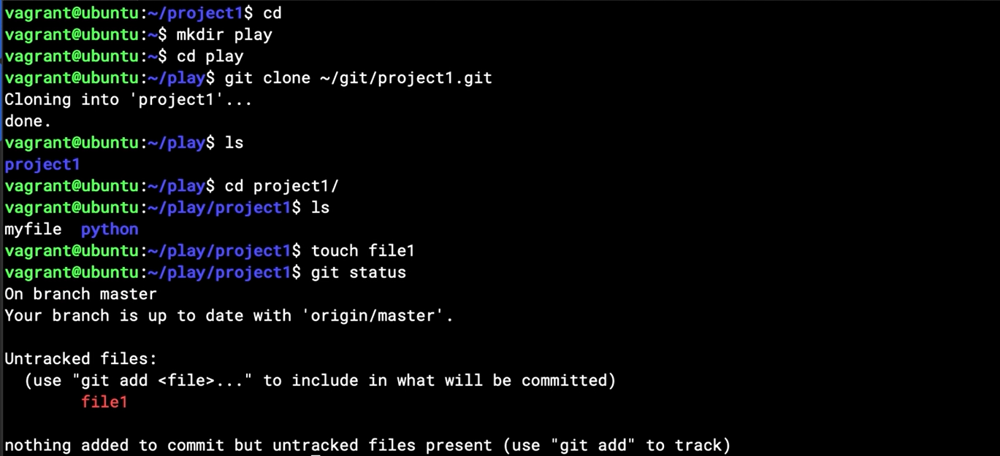 vagrant@ubuntu:~/project1$ cd
vagrant@ubuntu:~$ mkdir play
vagrant@ubuntu:~$ cd play
vagrant@ubuntu:~/play$ git clone ~/git/project1.git
Cloning into 'project1'...
done.
vagrant@ubuntu:~/play$ ls
project1
vagrant@ubuntu:~/play$ cd project1/
vagrant@ubuntu:~/play/project1$ ls
myfile  python
vagrant@ubuntu:~/play/project1$ touch file1
vagrant@ubuntu:~/play/project1$ git status
On branch master
Your branch is up to date with 'origin/master'.

Untracked files:
  (use "git add <file>..." to include in what will be committed)
        file1

nothing added to commit but untracked files present (use "git add" to track)